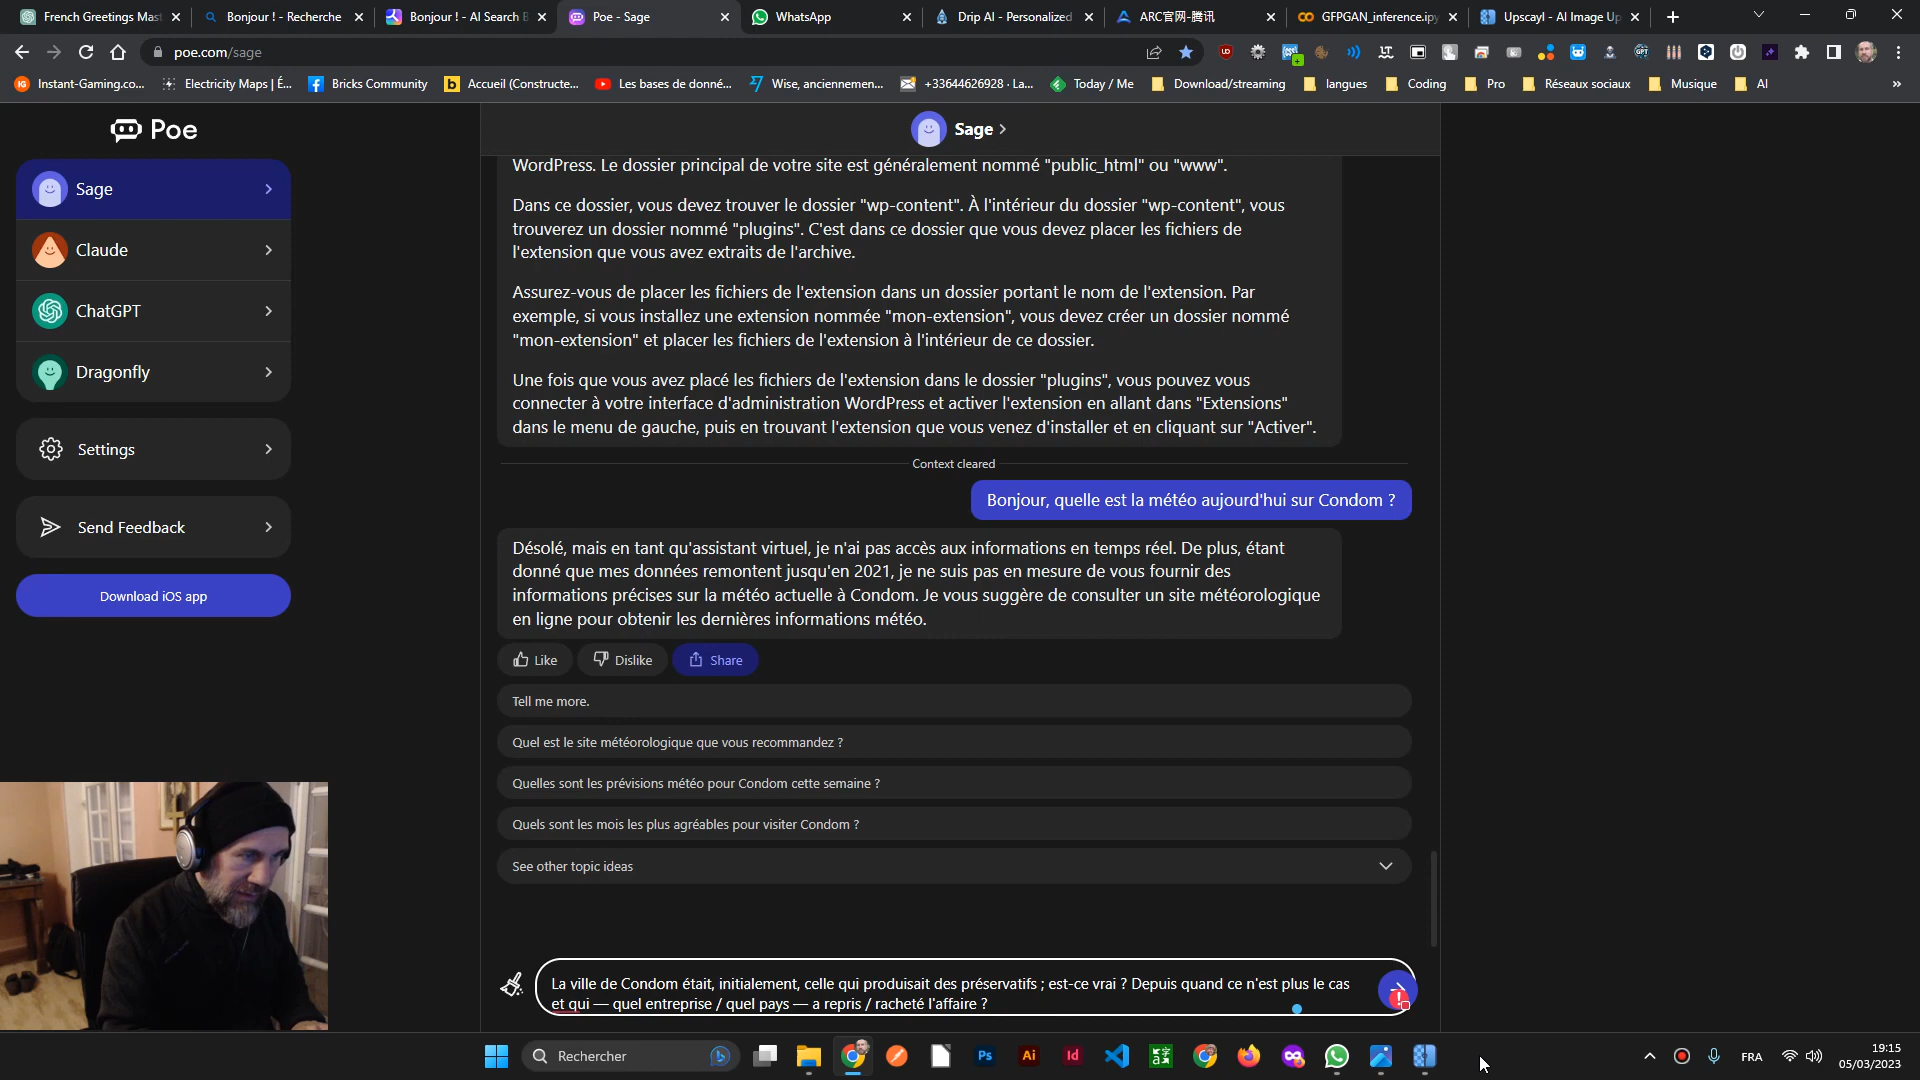 French Greetings Mast
Bonjour ! - Recherche
Bonjour ! - AI Search E
Poe - Sage
WhatsApp
Drip AI - Personalized
ARC官网-腾讯
GFPGAN_inference.ipy
Upscayl - AI Image Up
poe.com/sage
Instant-Gaming.co...
Electricity Maps | É...
Bricks Community
Accueil (Constructe...
Les bases de donné...
Wise, anciennemen...
+33644626928 · La...
Today / Me
Download/streaming
langues
Coding
Pro
Réseaux sociaux
Musique
AI
Poe
Sage
Sage
Claude
ChatGPT
Dragonfly
Settings
Send Feedback
Download iOS app
WordPress. Le dossier principal de votre site est généralement nommé "public_html" ou "www".
Dans ce dossier, vous devez trouver le dossier "wp-content". À l'intérieur du dossier "wp-content", vous
trouverez un dossier nommé "plugins". C'est dans ce dossier que vous devez placer les fichiers de
l'extension que vous avez extraits de l'archive.
Assurez-vous de placer les fichiers de l'extension dans un dossier portant le nom de l'extension. Par
exemple, si vous installez une extension nommée "mon-extension", vous devez créer un dossier nommé
"mon-extension" et placer les fichiers de l'extension à l'intérieur de ce dossier.
Une fois que vous avez placé les fichiers de l'extension dans le dossier "plugins", vous pouvez vous
connecter à votre interface d'administration WordPress et activer l'extension en allant dans "Extensions"
dans le menu de gauche, puis en trouvant l'extension que vous venez d'installer et en cliquant sur "Activer".
Context cleared
Bonjour, quelle est la météo aujourd'hui sur Condom ?
Désolé, mais en tant qu'assistant virtuel, je n'ai pas accès aux informations en temps réel. De plus, étant
donné que mes données remontent jusqu'en 2021, je ne suis pas en mesure de vous fournir des
informations précises sur la météo actuelle à Condom. Je vous suggère de consulter un site météorologique
en ligne pour obtenir les dernières informations météo.
Like
Dislike
Share
Tell me more.
Quel est le site météorologique que vous recommandez ?
Quelles sont les prévisions météo pour Condom cette semaine ?
Quels sont les mois les plus agréables pour visiter Condom ?
See other topic ideas
La ville de Condom était, initialement, celle qui produisait des préservatifs ; est-ce vrai ? Depuis quand ce n'est plus le cas
et qui — quel entreprise / quel pays — a repris / racheté l'affaire ?
Rechercher
Ps
Ai
Id
FRA
19:15
05/03/2023